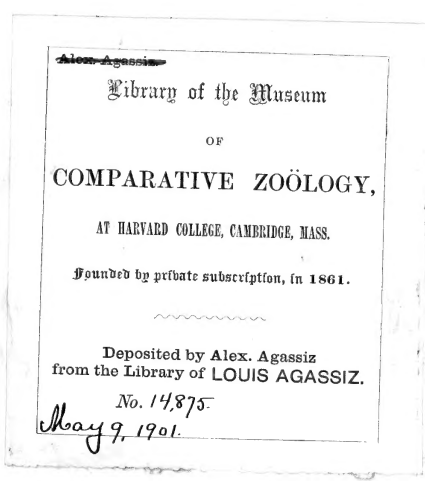 Alex. Agassiz.
Library of the Museum
OF
COMPARATIVE ZOÖLOGY,
AT HARVARD COLLEGE, CAMBRIDGE, MASS.
Founded by private subscription, in 1861.
Deposited by Alex. Agassiz
from the Library of LOUIS AGASSIZ.
No. 14,875.
May 9, 1901.